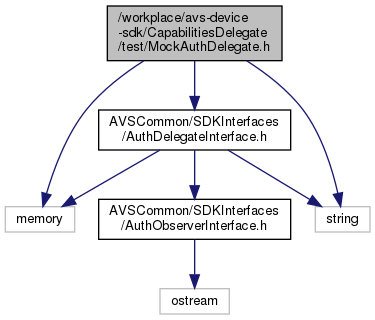 /workplace/avs-device
-sdk/CapabilitiesDelegate
/test/MockAuthDelegate.h
AVSCommon/SDKInterfaces
/AuthDelegateInterface.h
memory
AVSCommon/SDKInterfaces
/AuthObserverInterface.h
string
ostream